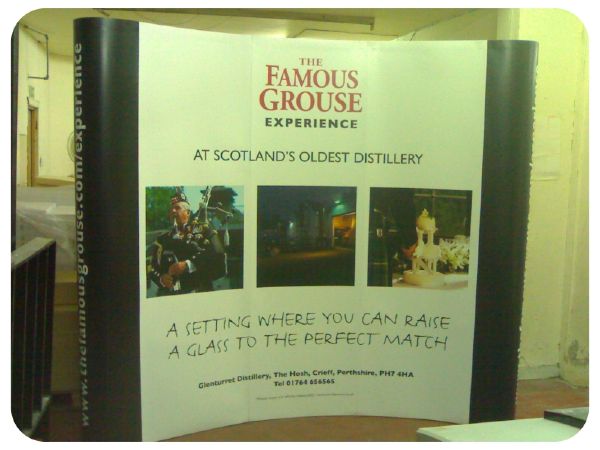 THE
FAMOUS
GROUSE
EXPERIENCE
AT SCOTLAND'S OLDEST DISTILLERY
A SETTING WHERE YOU CAN RAISE
A GLASS TO THE PERFECT MATCH
Glenturret Distillery, The Hosh, Crieff, Perthshire, PH7 4HA
Tel 01764 656565
www.thefamousgrouse.com/experience